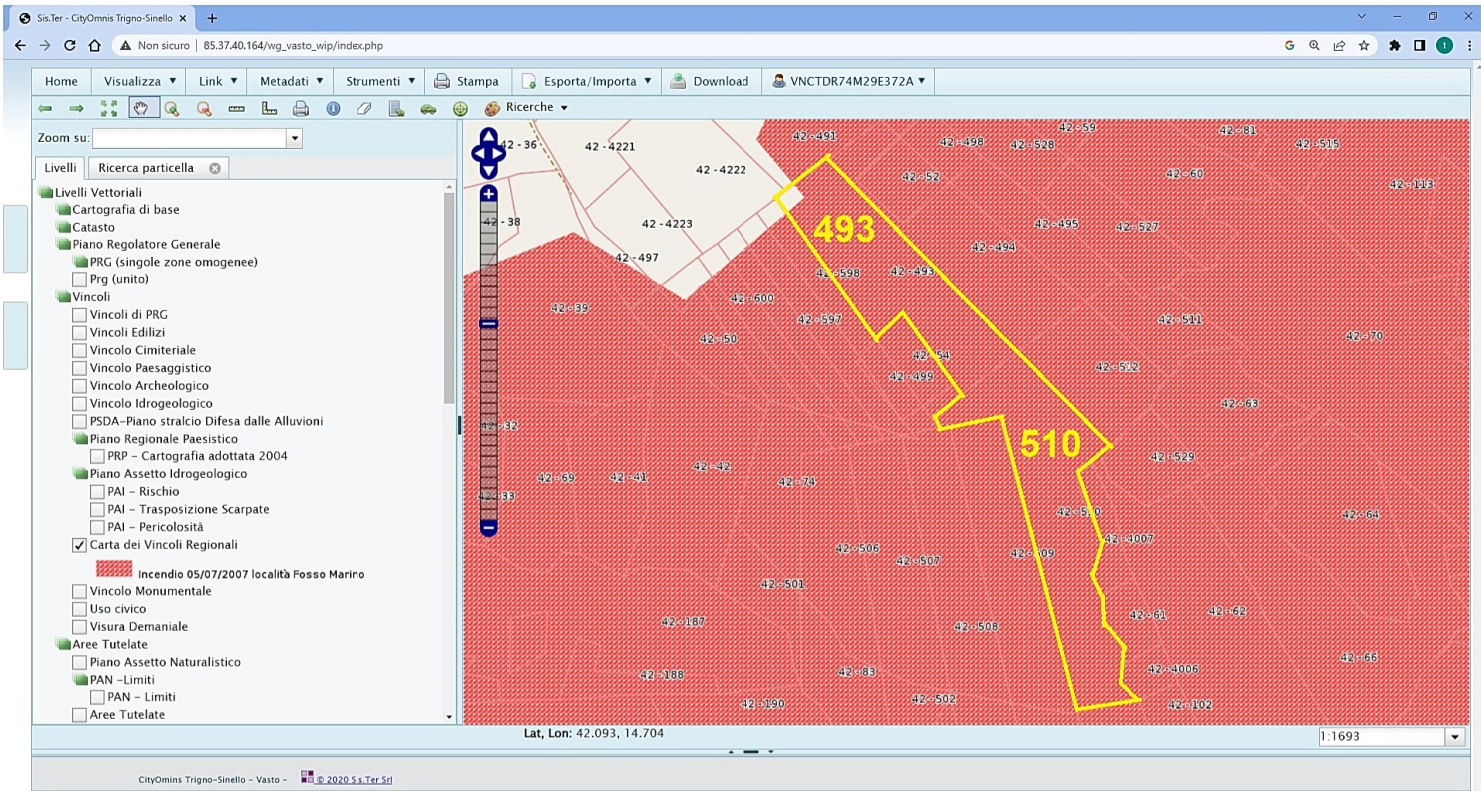 Sis.Ter - CityOmnis Trigno-Sinello
Non sicuro | 85.37.40.164/wg_vasto_wip/index.php
Home Visualizza Link Metadati Strumenti Stampa Esporta/Importa Download VNCTDR74M29E372A
Ricerche
Zoom su:
Livelli Ricerca particella
Livelli Vettoriali
Cartografia di base
Catasto
Piano Regolatore Generale
PRG (singole zone omogenee)
Prg (unito)
Vincoli
Vincoli di PRG
Vincoli Edilizi
Vincolo Cimiteriale
Vincolo Paesaggistico
Vincolo Archeologico
Vincolo Idrogeologico
PSDA-Piano stralcio Difesa dalle Alluvioni
Piano Regionale Paesistico
PRP - Cartografia adottata 2004
Piano Assetto Idrogeologico
PAI - Rischio
PAI - Trasposizione Scarpate
PAI - Pericolosità
Carta dei Vincoli Regionali
Incendio 05/07/2007 località Fosso Marino
Vincolo Monumentale
Uso civico
Visura Demaniale
Aree Tutelate
Piano Assetto Naturalistico
PAN -Limiti
PAN - Limiti
Aree Tutelate
42 - 36 42 - 4221 42 - 491 42 - 498 42 - 528 42 - 59 42 - 81 42 - 515
42 - 4222 42 - 52 42 - 60 42 - 113
42 - 38 42 - 4223 493 42 - 495 42 - 527
42 - 497 42 - 598 42 - 493 42 - 494
42 - 39 42 - 600 42 - 597 42 - 511 42 - 70
42 - 50 42 - 54 42 - 499 42 - 512
42 - 32 510 42 - 63
42 - 33 42 - 69 42 - 41 42 - 42 42 - 74 42 - 529
42 - 510 42 - 64
42 - 506 42 - 507 42 - 509 42 - 4007
42 - 501 42 - 187 42 - 508 42 - 61 42 - 62
42 - 188 42 - 83 42 - 4006 42 - 66
42 - 190 42 - 502 42 - 102
Lat, Lon: 42.093, 14.704
1:1693
CityOmins Trigno-Sinello - Vasto - © 2020 S.s.Ter Srl